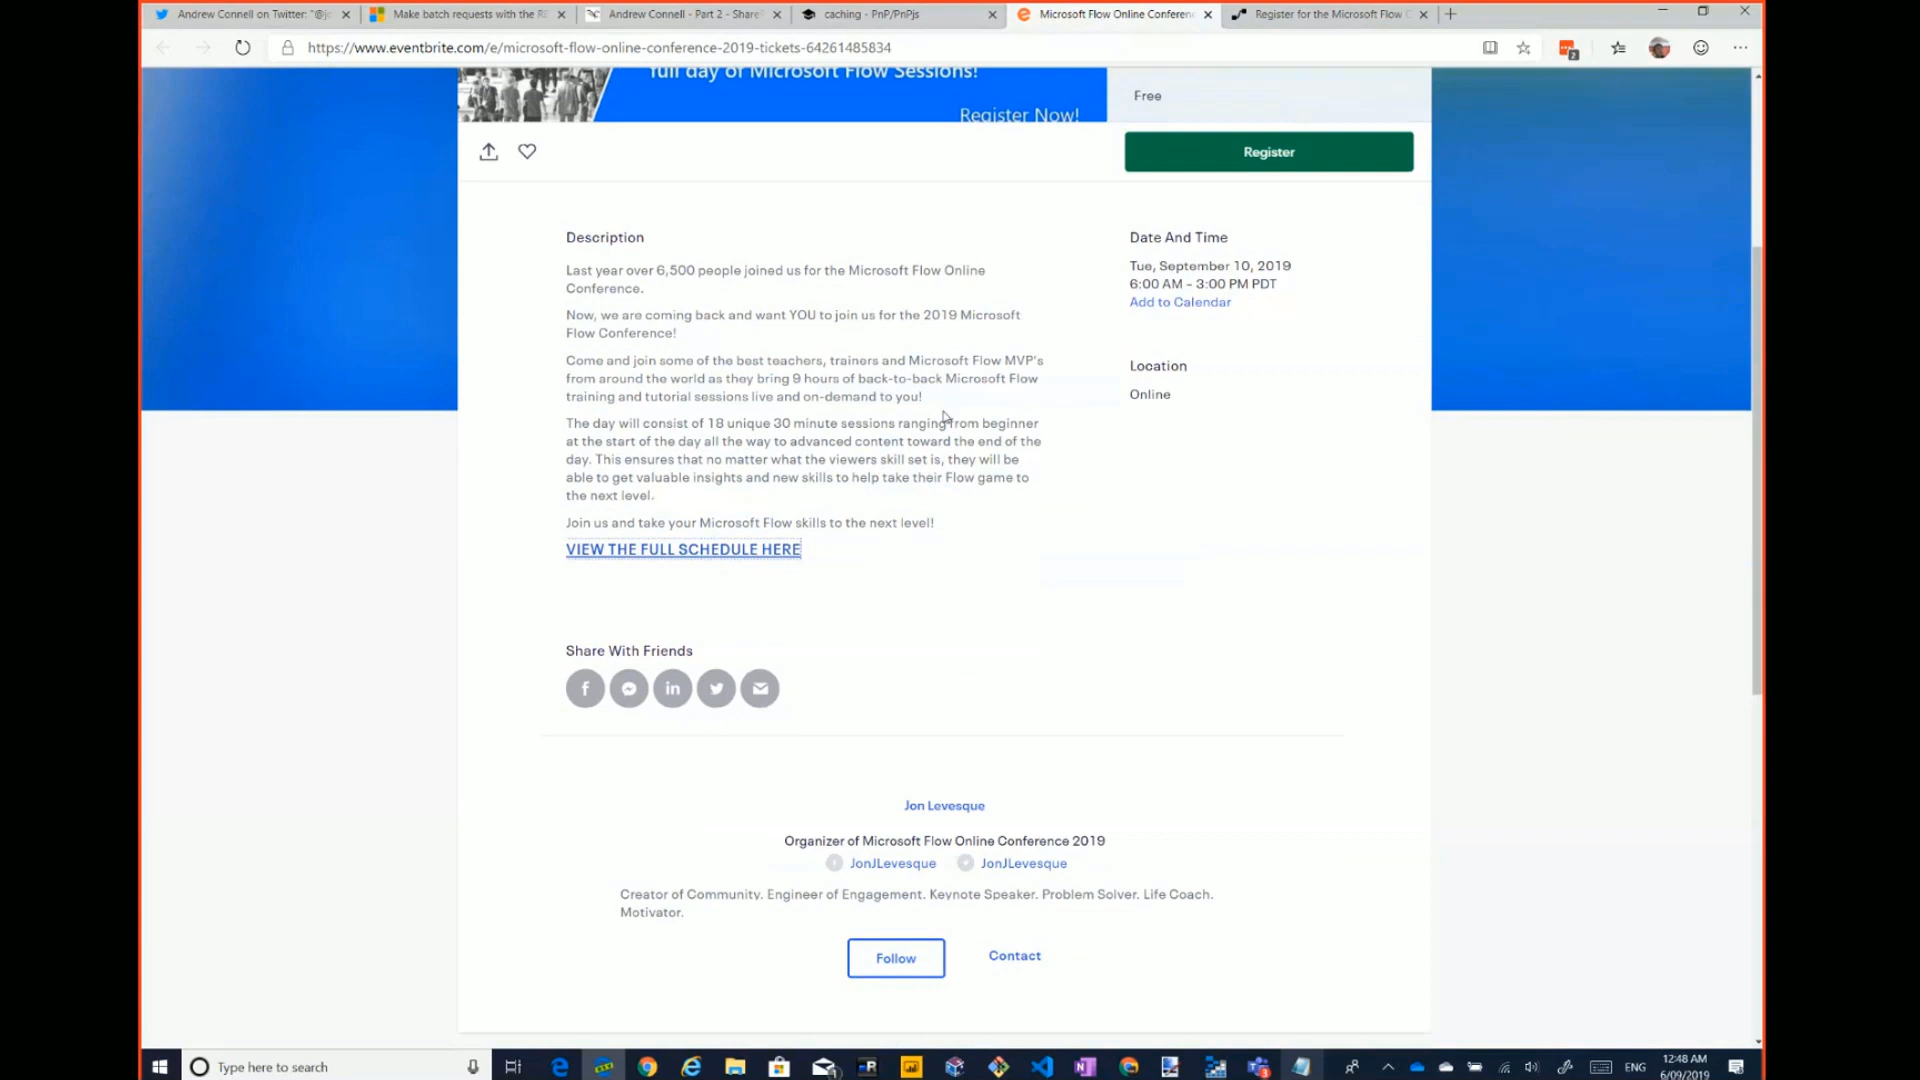 Andrew Connell on Twitter: "@jc
Make batch requests with the RE
Andrew Connell - Part 2 - ShareP
caching - PnP/PnPjs
Microsoft Flow Online Conferenc
Register for the Microsoft Flow C
https://www.eventbrite.com/e/microsoft-flow-online-conference-2019-tickets-64261485834
2
full day of Microsoft Flow Sessions!
Register Now!
Free
Register
Description
Last year over 6,500 people joined us for the Microsoft Flow Online
Conference.
Now, we are coming back and want YOU to join us for the 2019 Microsoft
Flow Conference!
Come and join some of the best teachers, trainers and Microsoft Flow MVP's
from around the world as they bring 9 hours of back-to-back Microsoft Flow
training and tutorial sessions live and on-demand to you!
The day will consist of 18 unique 30 minute sessions ranging from beginner
at the start of the day all the way to advanced content toward the end of the
day. This ensures that no matter what the viewers skill set is, they will be
able to get valuable insights and new skills to help take their Flow game to
the next level.
Join us and take your Microsoft Flow skills to the next level!
VIEW THE FULL SCHEDULE HERE
Date And Time
Tue, September 10, 2019
6:00 AM – 3:00 PM PDT
Add to Calendar
Location
Online
Share With Friends
Jon Levesque
Organizer of Microsoft Flow Online Conference 2019
JonJLevesque JonJLevesque
Creator of Community. Engineer of Engagement. Keynote Speaker. Problem Solver. Life Coach.
Motivator.
Follow
Contact
Type here to search
ENG
12:48 AM
6/09/2019